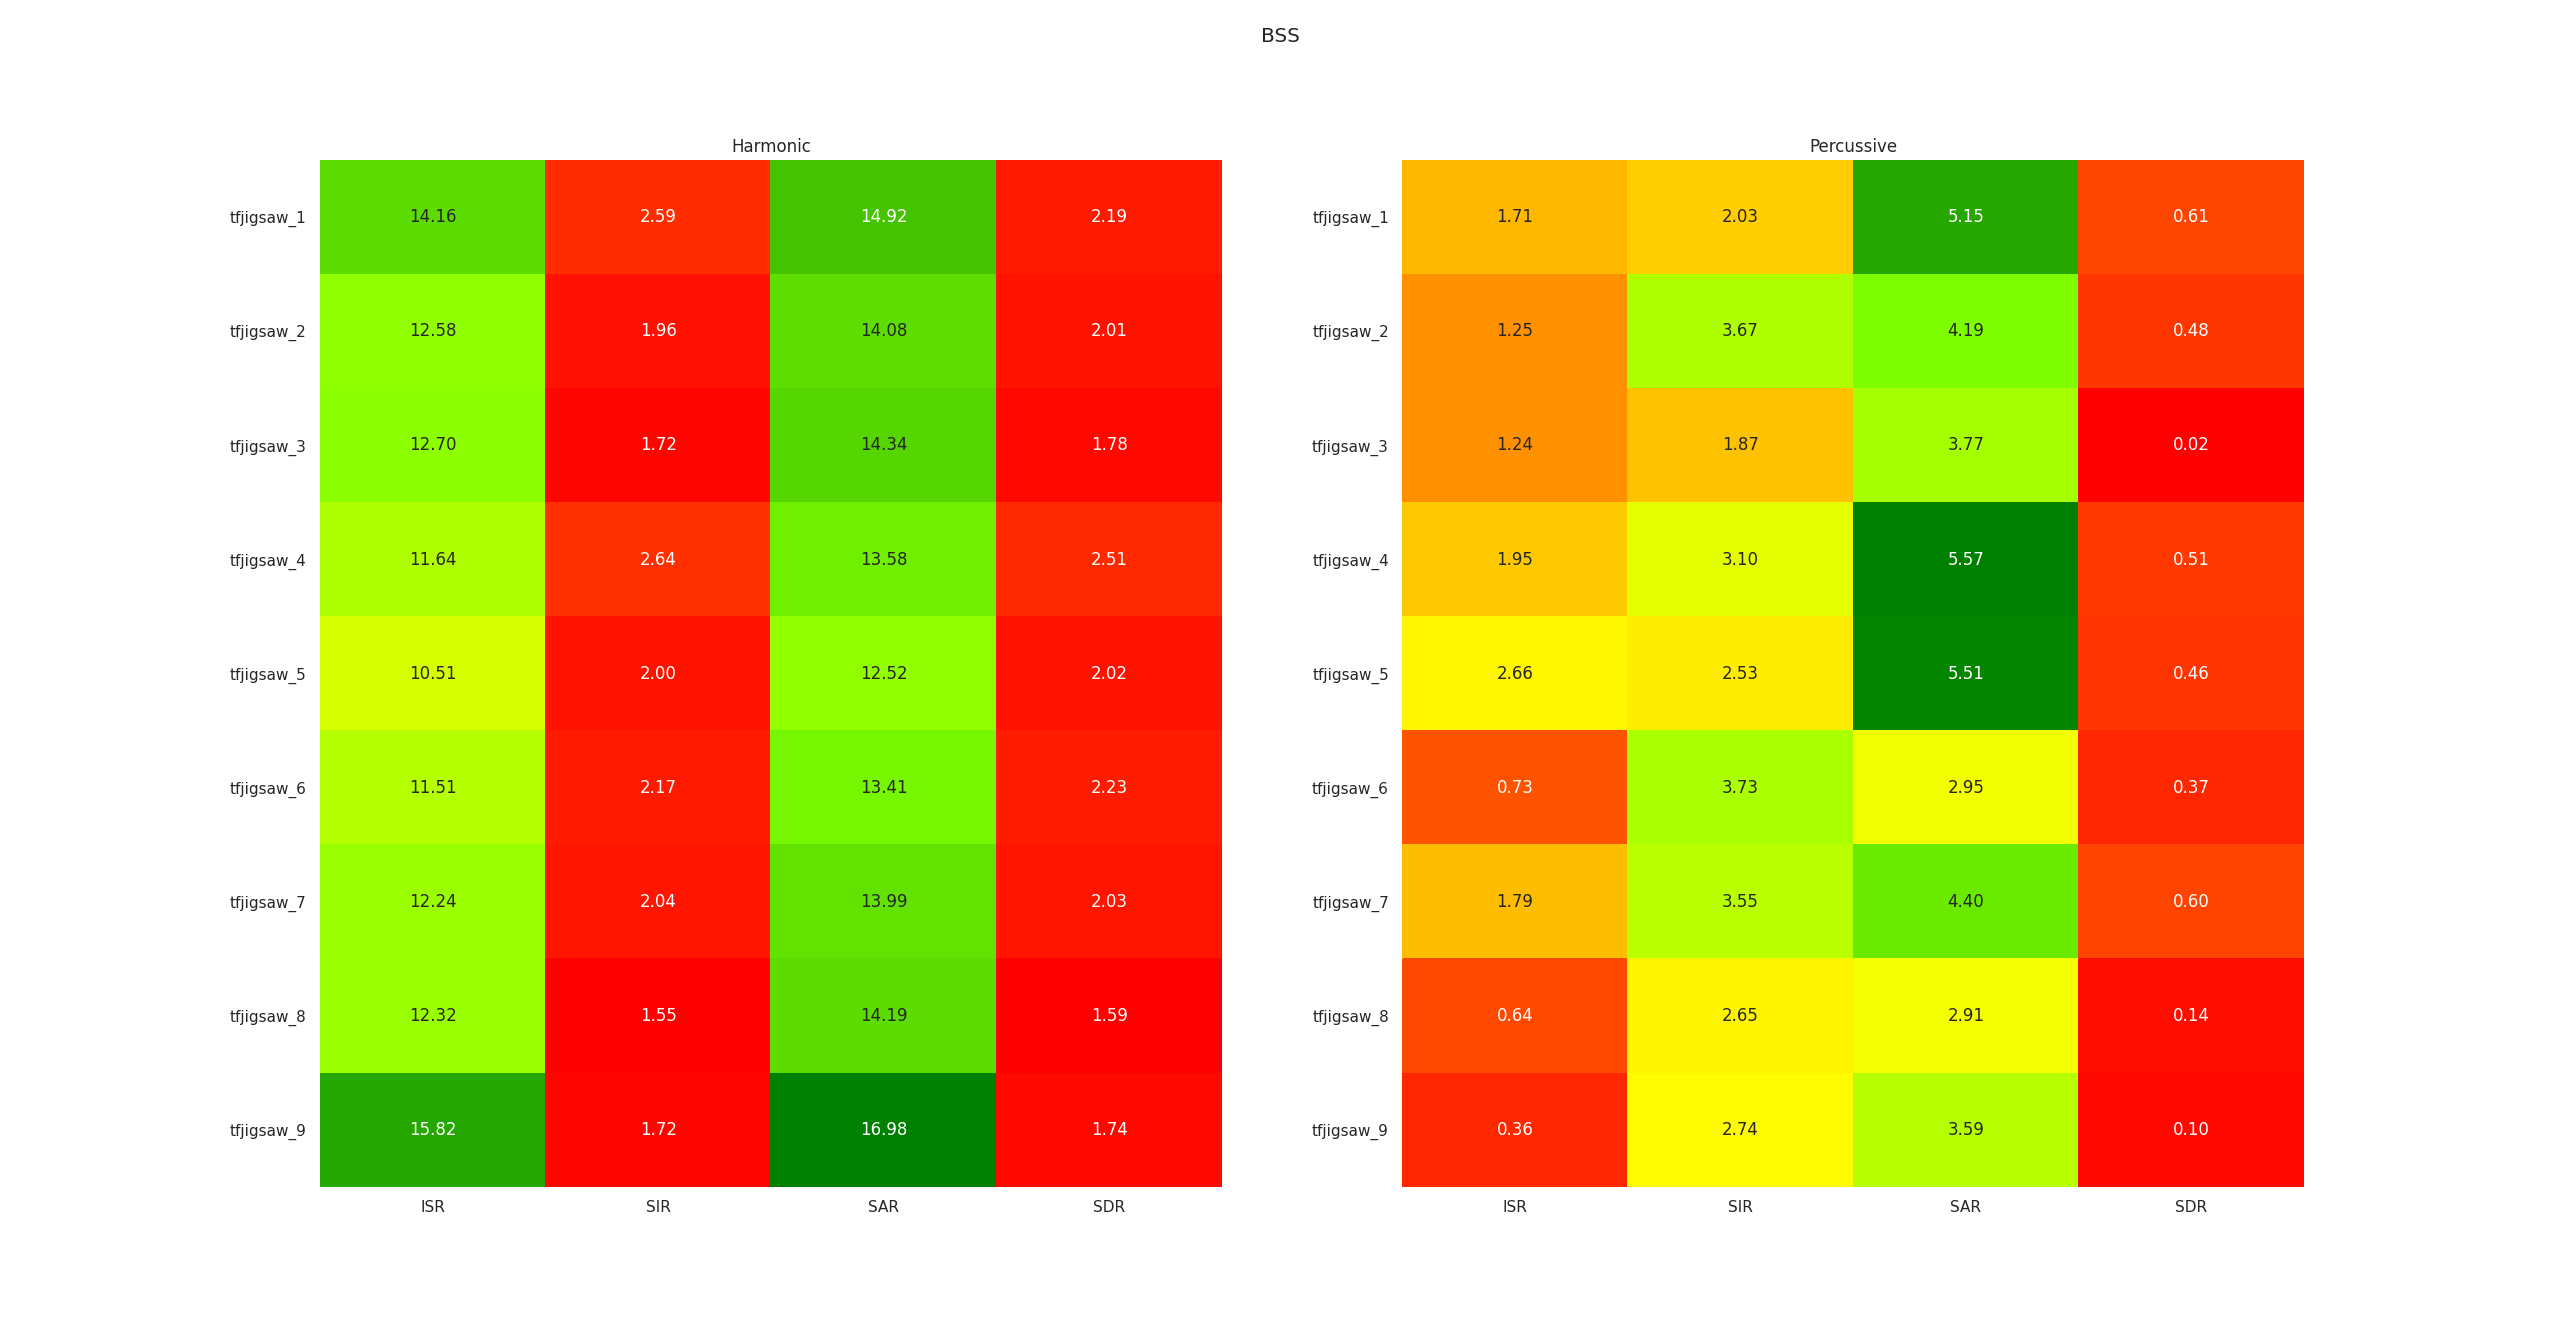 BSS
Harmonic
tfjigsaw_1 14.16 2.59 14.92 2.19
tfjigsaw_2 12.58 1.96 14.08 2.01
tfjigsaw_3 12.70 1.72 14.34 1.78
tfjigsaw_4 11.64 2.64 13.58 2.51
tfjigsaw_5 10.51 2.00 12.52 2.02
tfjigsaw_6 11.51 2.17 13.41 2.23
tfjigsaw_7 12.24 2.04 13.99 2.03
tfjigsaw_8 12.32 1.55 14.19 1.59
tfjigsaw_9 15.82 1.72 16.98 1.74
ISR SIR SAR SDR
Percussive
tfjigsaw_1 1.71 2.03 5.15 0.61
tfjigsaw_2 1.25 3.67 4.19 0.48
tfjigsaw_3 1.24 1.87 3.77 0.02
tfjigsaw_4 1.95 3.10 5.57 0.51
tfjigsaw_5 2.66 2.53 5.51 0.46
tfjigsaw_6 0.73 3.73 2.95 0.37
tfjigsaw_7 1.79 3.55 4.40 0.60
tfjigsaw_8 0.64 2.65 2.91 0.14
tfjigsaw_9 0.36 2.74 3.59 0.10
ISR SIR SAR SDR